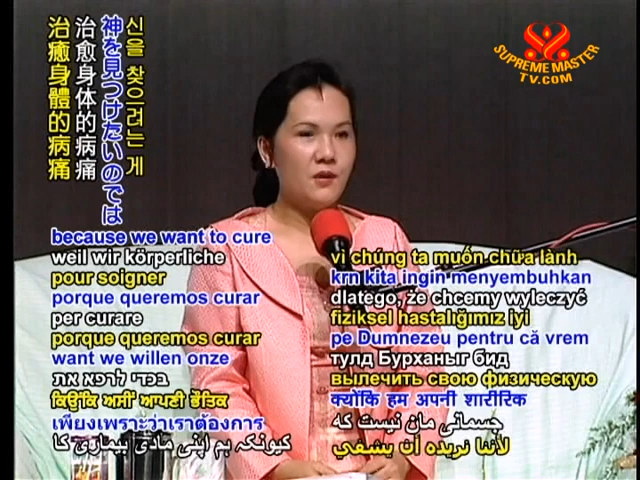 SUPREME MASTER
TV.COM
신을 찾으려는 게
神を見つけたいのでは
治愈身体的病痛
治癒身體的病痛
because we want to cure
weil wir körperliche
pour soigner
porque queremos curar
per curare
porque queremos curar
want we willen onze
בכדי לרפא את
ਕਿਉਂਕਿ ਅਸੀਂ ਆਪਣੀ ਭੌਤਿਕ
เพียงเพราะว่าเราต้องการ
کیونکہ ہم اپنی مادی بیماری کا
vì chúng ta muốn chữa lành
krn kita ingin menyembuhkan
dlatego, że chcemy wyleczyć
fiziksel hastalığımız iyi
pe Dumnezeu pentru că vrem
тулд Бурханыг бид
вылечить свою физическую
क्योंकि हम अपनी शारीरिक
جسمانی مان نیست که
لأننا نريده أن يشفي